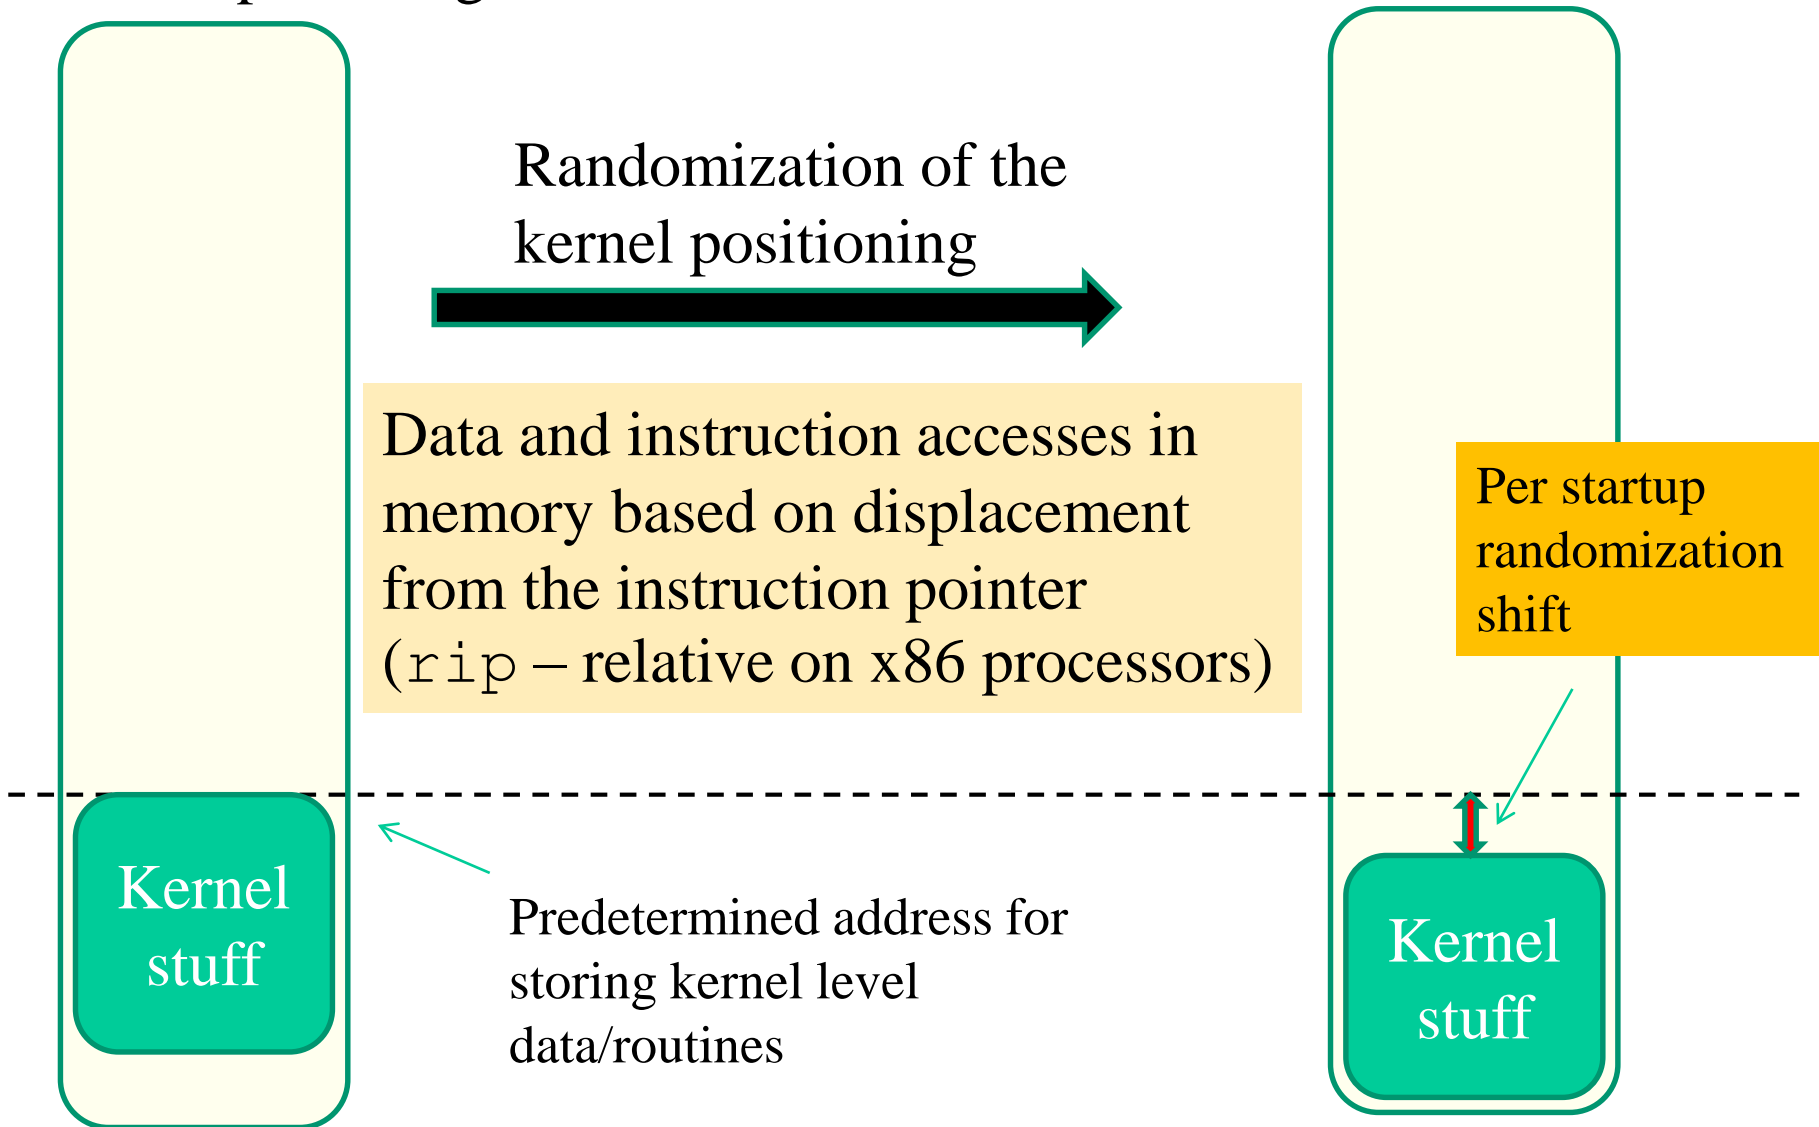 Randomization of the
kernel positioning
Data and instruction accesses in
memory based on displacement
from the instruction pointer
(rip – relative on x86 processors)
Per startup
randomization
shift
Kernel
stuff
Predetermined address for
storing kernel level
data/routines
Kernel
stuff